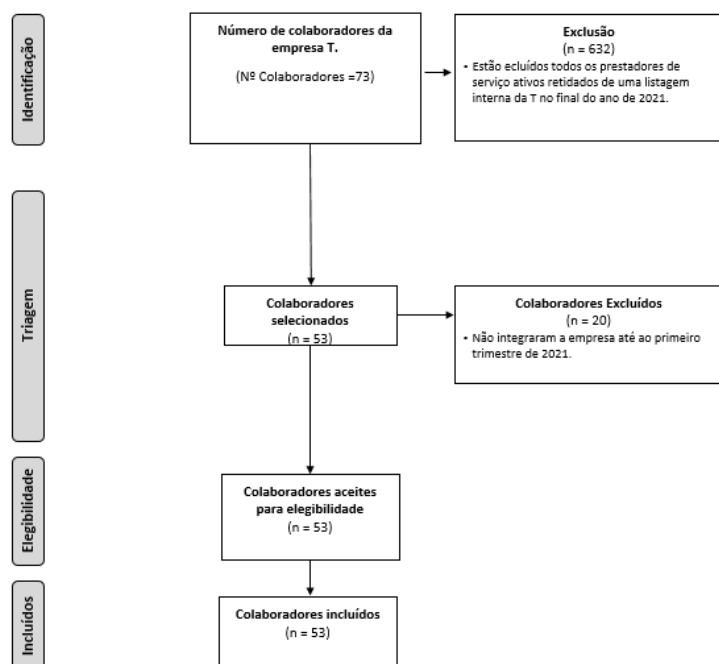 Identificação
Número de colaboradores da
empresa T.
(Nº Colaboradores =73)
Exclusão
(n = 632)
• Estão ecluídos todos os prestadores de
serviço ativos retidados de uma listagem
interna da T no final do ano de 2021.
Triagem
Colaboradores
selecionados
(n = 53)
Colaboradores Excluídos
(n = 20)
• Não integraram a empresa até ao primeiro
trimestre de 2021.
Elegibilidade
Colaboradores aceites
para elegibilidade
(n = 53)
Incluídos
Colaboradores incluídos
(n = 53)